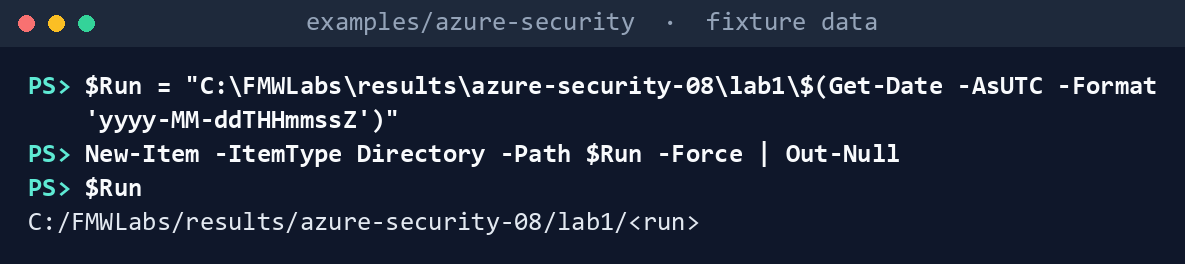 examples/azure-security · fixture data
PS> $Run = "C:\FMWLabs\results\azure-security-08\lab1\$(Get-Date -AsUTC -Format
'yyyy-MM-ddTHHmmssZ')"
PS> New-Item -ItemType Directory -Path $Run -Force | Out-Null
PS> $Run
C:/FMWLabs/results/azure-security-08/lab1/<run>